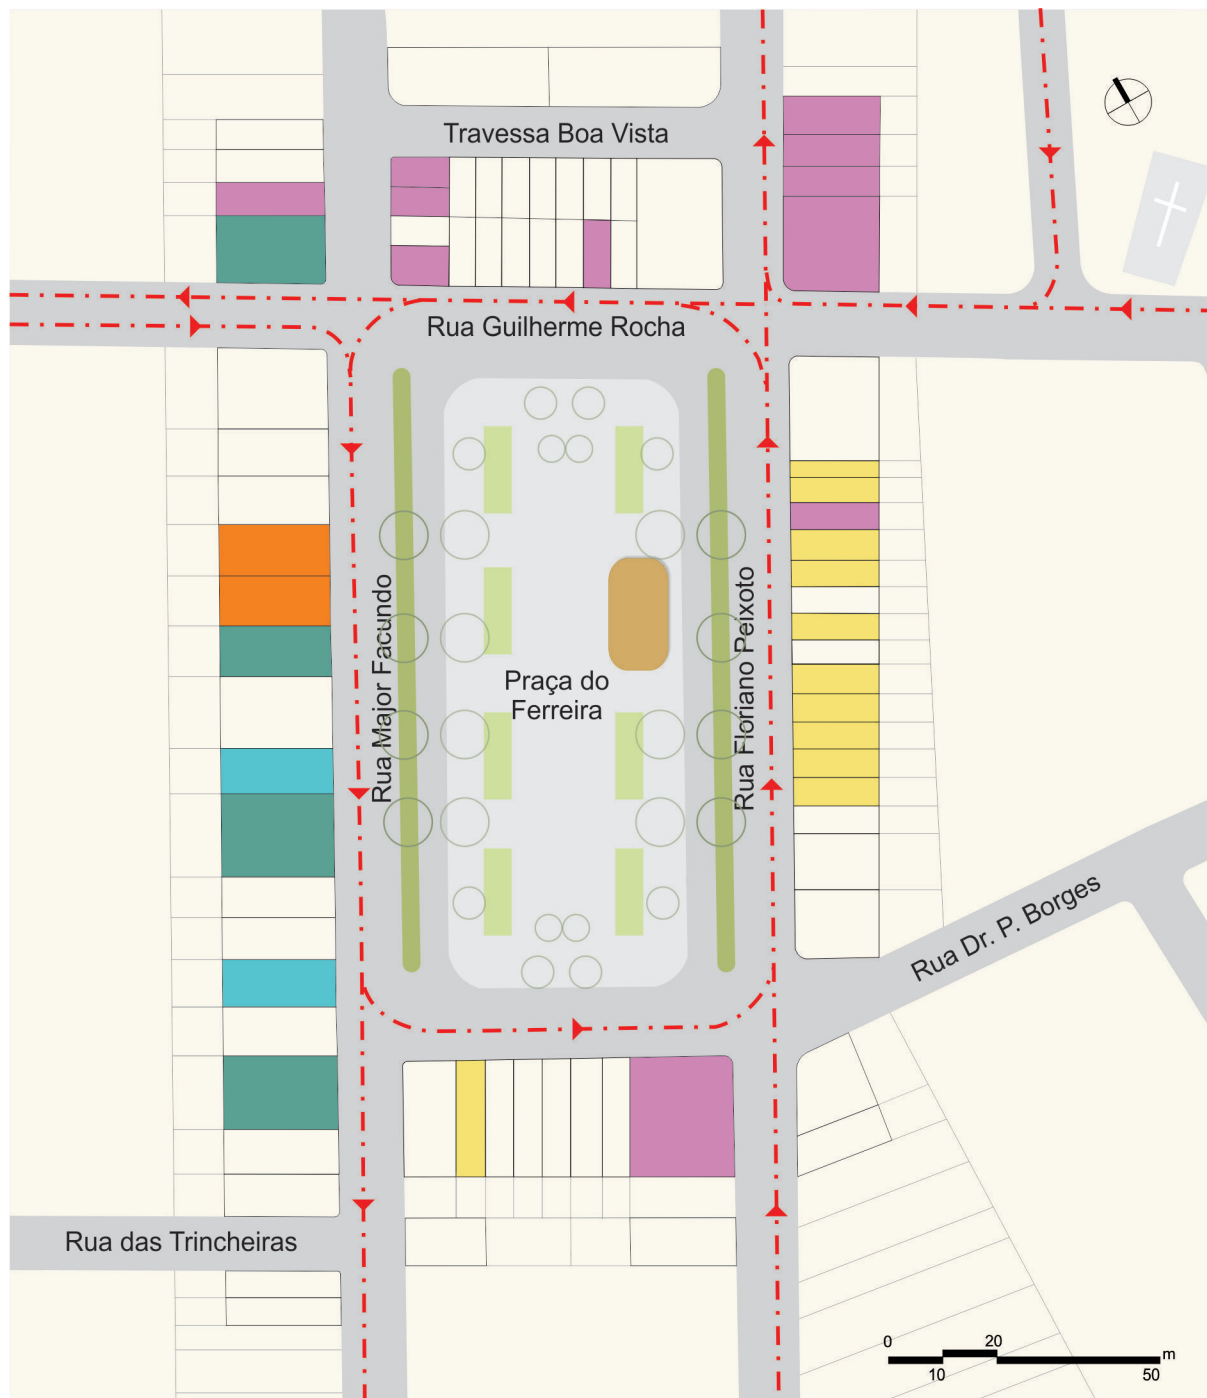 Travessa Boa Vista
Rua Guilherme Rocha
Rua Major Facundo
Praça do
Ferreira
Rua Floriano Peixoto
Rua Dr. P. Borges
Rua das Trincheiras
0
20
m
10
50